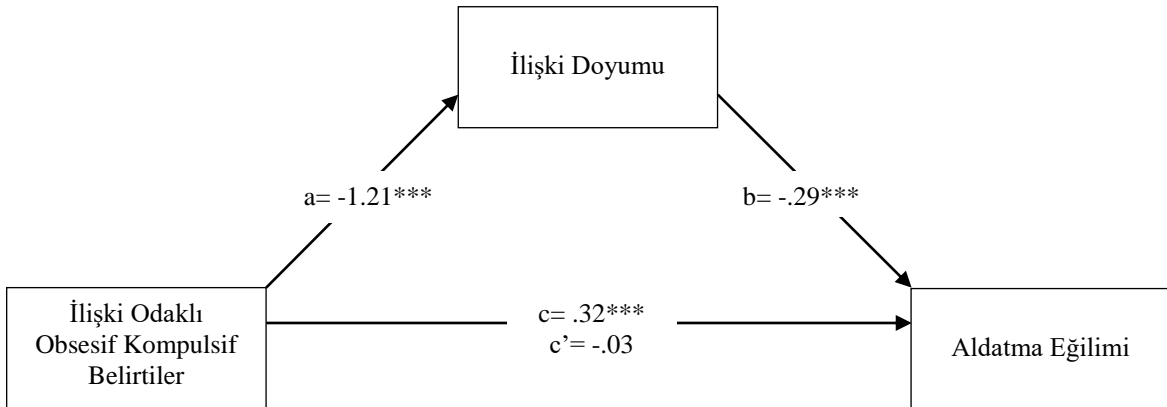 İlişki Doyumu
a= -1.21***
b= -.29***
İlişki Odaklı
Obsesif Kompulsif
Belirtiler
c= .32***
c’= -.03
Aldatma Eğilimi